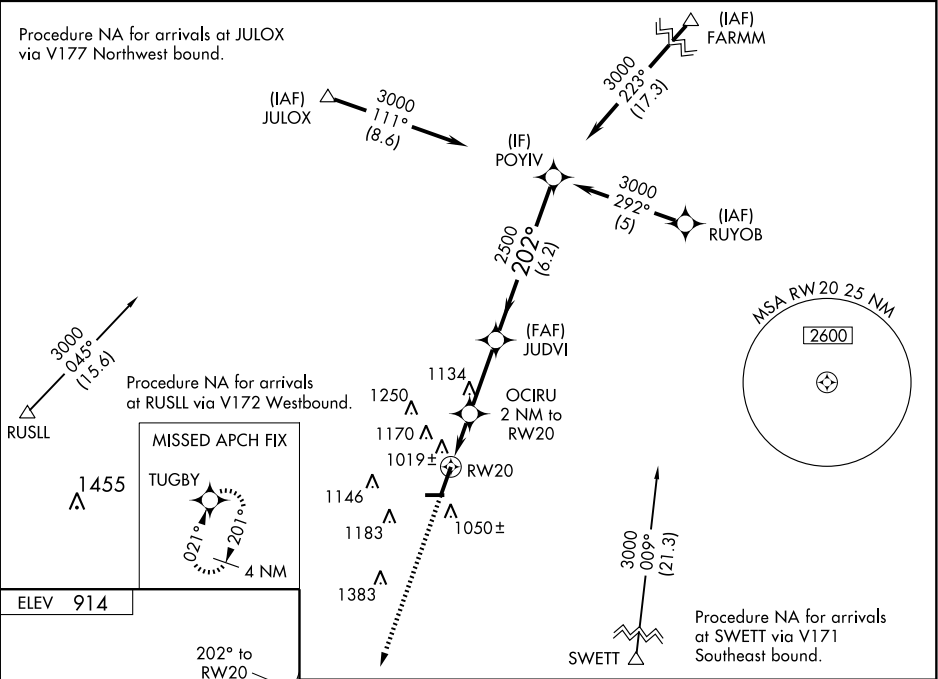 Procedure NA for arrivals at JULOX
via V177 Northwest bound.
(IAF)
JULOX
3000
111°
(8.6)
(IAF)
FARMM
3000
223°
(17.3)
(IF)
POYIV
3000
292°
(5)
(IAF)
RUYOB
2500
202°
(6.2)
(FAF)
JUDVI
MSA RW 20 25 NM
2600
3000
045°
(15.6)
RUSLL
Procedure NA for arrivals
at RUSLL via V172 Westbound.
1134
1250
OCIRU
2 NM to
RW20
1170
1019±
RW20
MISSED APCH FIX
TUGBY
021°
201°
4 NM
1455
1146
1183
1050±
1383
3000
009°
(21.3)
SWETT
Procedure NA for arrivals
at SWETT via V171
Southeast bound.
ELEV 914
202° to
RW20